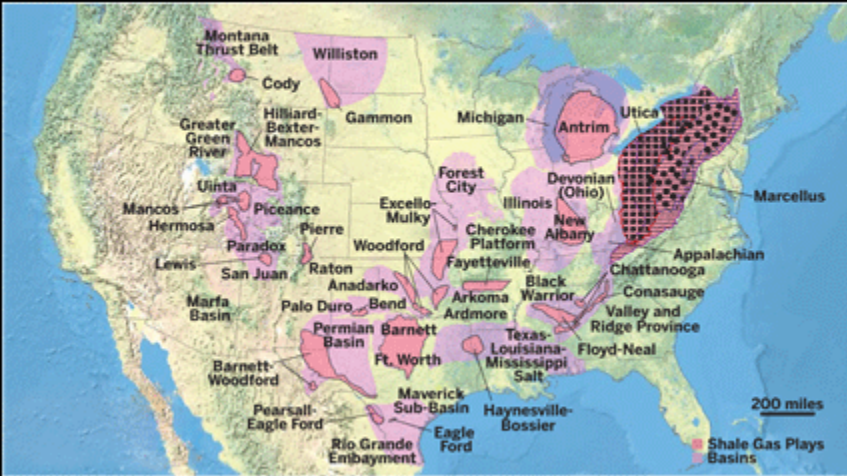 Montana
Thrust Belt
Williston
Cody
Gammon
Hilliard-
Bexter-
Mancos
Greater
Green
River
Michigan
Antrim
Utica
Uinta
Mancos
Hermosa
Piceance
Paradox
Lewis
San Juan
Pierre
Raton
Forest
City
Excello-
Mulky
Cherokee
Platform
Woodford
Fayetteville
Illinois
Devonian
(Ohio)
New
Albany
Marcellus
Appalachian
Chattanooga
Conasauge
Valley and
Ridge Province
Floyd-Neal
Black
Warrior
Marfa
Basin
Anadarko
Palo Duro
Bend
Arkoma
Ardmore
Permian
Basin
Barnett
Ft. Worth
Texas-
Louisiana-
Mississippi
Salt
Barnett-
Woodford
Pearsall-
Eagle Ford
Maverick
Sub-Basin
Haynesville-
Bossier
Eagle
Ford
Rio Grande
Embayment
200 miles
Shale Gas Plays
Basins